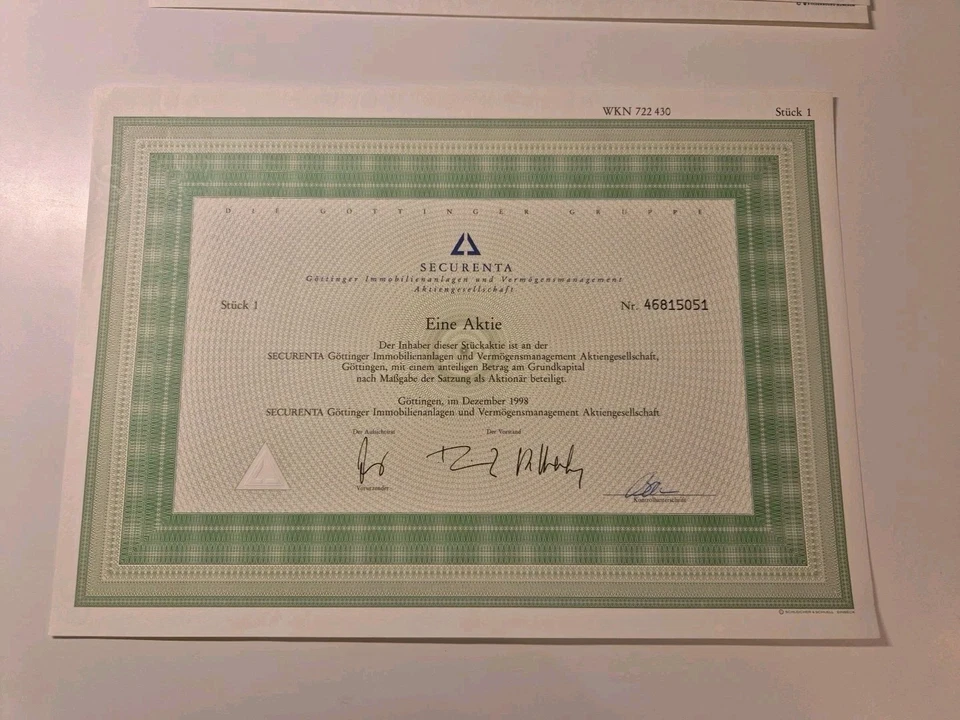 WKN 722 430 Stück 1
DIE GÖTTINGER GRUPPE
SECURENTA
Göttinger Immobilienanlagen und Vermögensmanagement
Aktiengesellschaft
Stück 1 Nr. 46815051
Eine Aktie
Der Inhaber dieser Stückaktie ist an der
SECURENTA Göttinger Immobilienanlagen und Vermögensmanagement Aktiengesellschaft,
Göttingen, mit einem anteiligen Betrag am Grundkapital
nach Maßgabe der Satzung als Aktionär beteiligt.
Göttingen, im Dezember 1998
SECURENTA Göttinger Immobilienanlagen und Vermögensmanagement Aktiengesellschaft
Der Aufsichtsrat Der Vorstand
Vorsitzender
Kontrollunterschrift